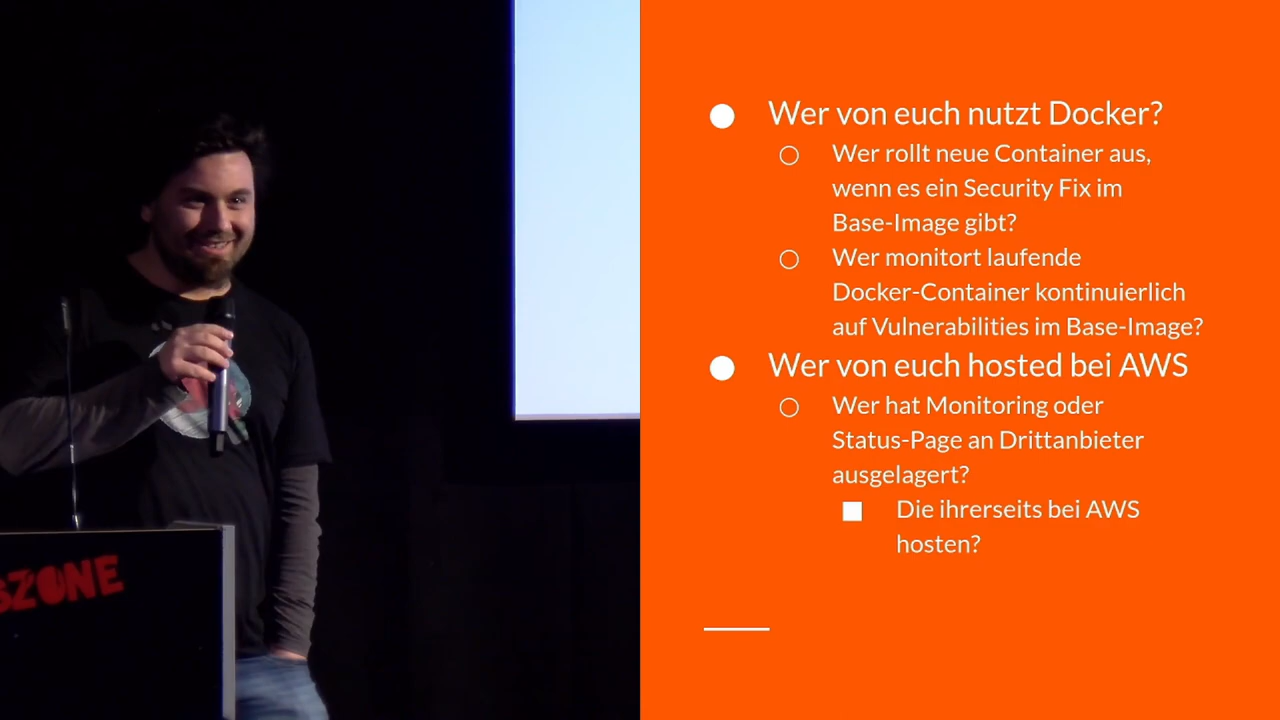 Wer von euch nutzt Docker?
Wer rollt neue Container aus,
wenn es ein Security Fix im
Base-Image gibt?
Wer monitort laufende
Docker-Container kontinuierlich
auf Vulnerabilities im Base-Image?
Wer von euch hosted bei AWS
Wer hat Monitoring oder
Status-Page an Drittanbieter
ausgelagert?
Die ihrerseits bei AWS
hosten?
SZONE